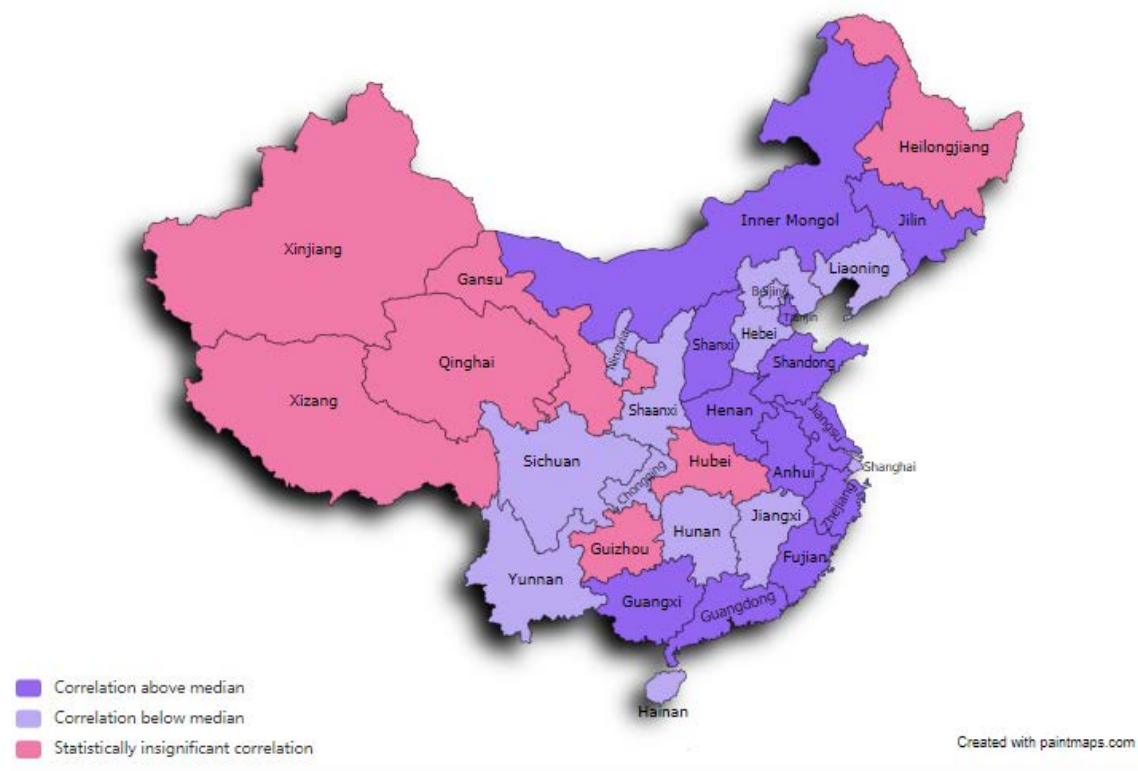 Heilongjiang
Inner Mongol
Jilin
Xinjiang
Gansu
Liaoning
Beijing
Tianjin
Hebei
Ningxia
Shanxi
Shandong
Qinghai
Xizang
Shaanxi
Henan
Jiangsu
Sichuan
Hubei
Anhui
Shanghai
Chongqing
Zhejiang
Hunan
Jiangxi
Guizhou
Fujian
Yunnan
Guangxi
Guangdong
Hainan
Correlation above median
Correlation below median
Statistically insignificant correlation
Created with paintmaps.com